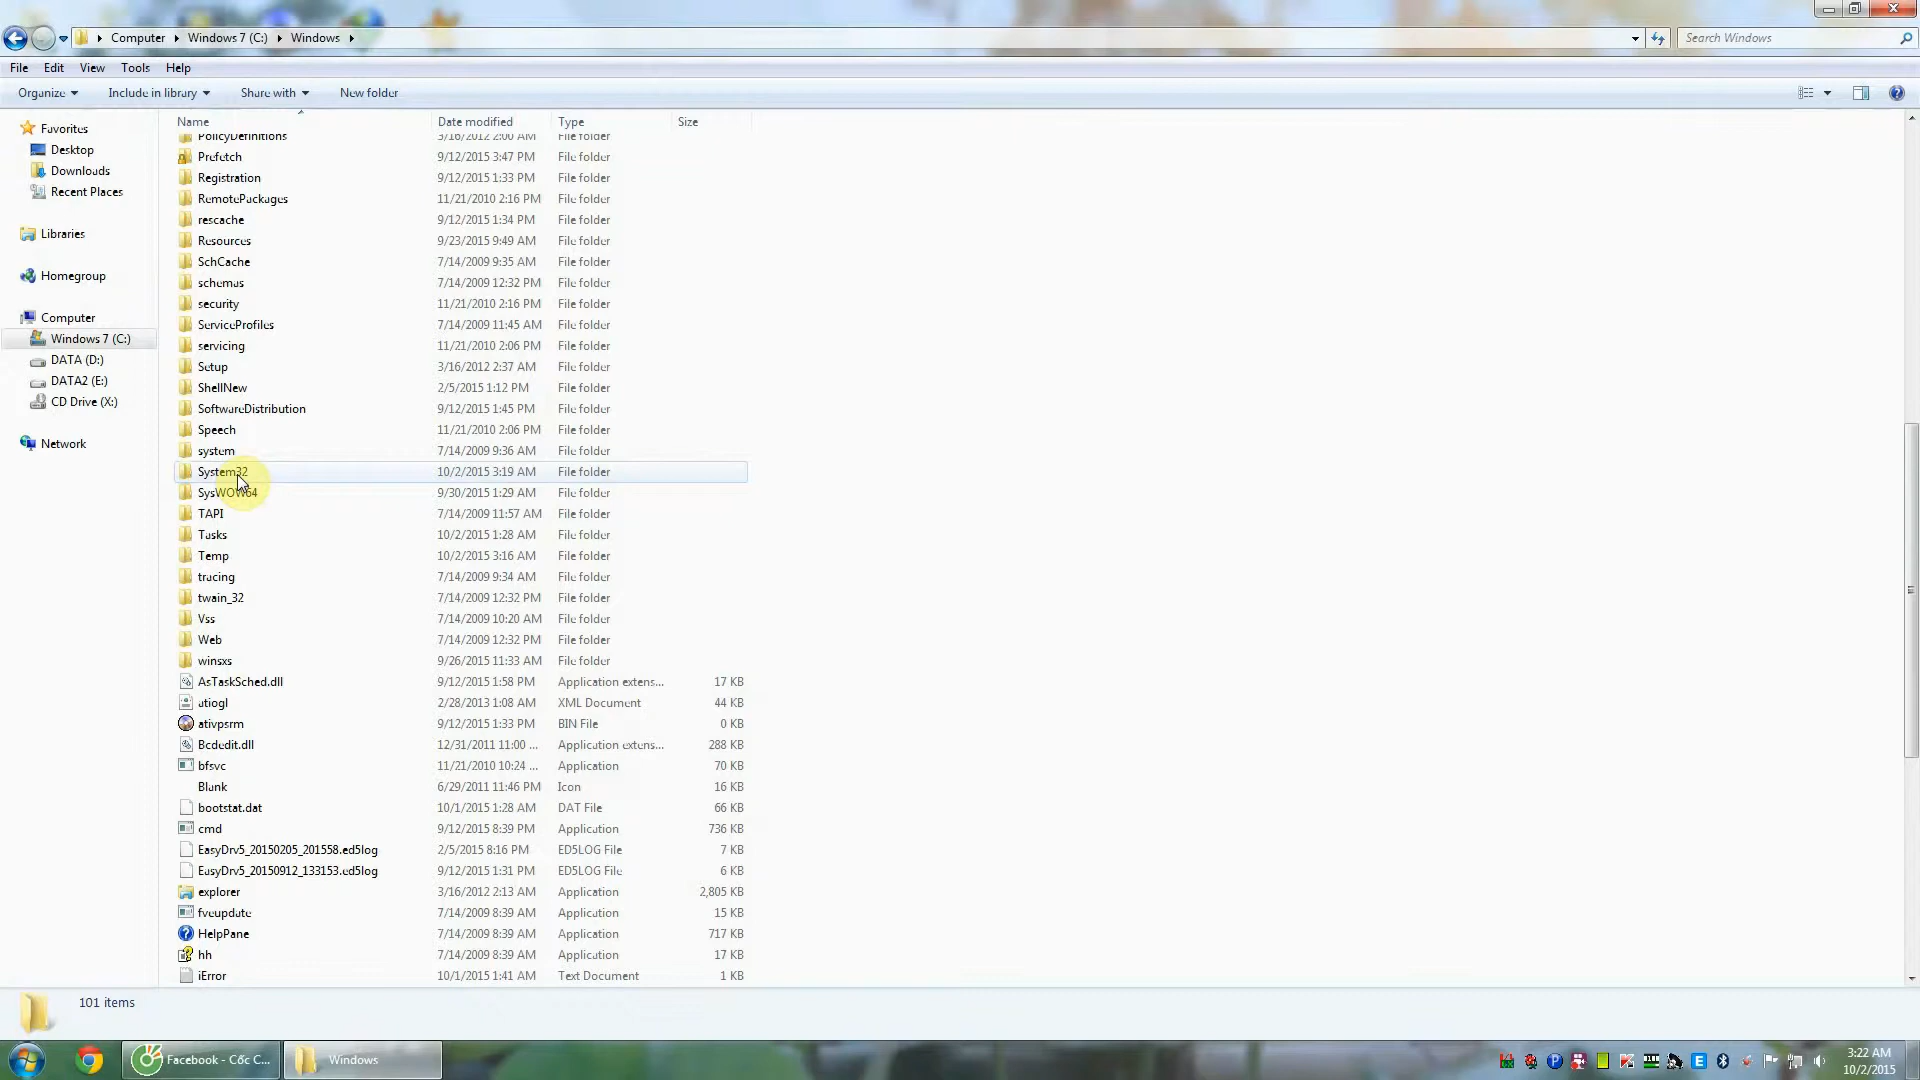 Computer Windows 7 (C:) Windows Search Windows
File Edit View Tools Help
Organize Include in library Share with New folder
Name Date modified Type Size
Favorites
Desktop
Downloads
Recent Places
Libraries
Homegroup
Computer
Windows 7 (C:)
DATA (D:)
DATA2 (E:)
CD Drive (X:)
Network
PolicyDefinitions 3/16/2012 2:00 AM File folder
Prefetch 9/12/2015 3:47 PM File folder
Registration 9/12/2015 1:33 PM File folder
RemotePackages 11/21/2010 2:16 PM File folder
rescache 9/12/2015 1:34 PM File folder
Resources 9/23/2015 9:49 AM File folder
SchCache 7/14/2009 9:35 AM File folder
schemas 7/14/2009 12:32 PM File folder
security 11/21/2010 2:16 PM File folder
ServiceProfiles 7/14/2009 11:45 AM File folder
servicing 11/21/2010 2:06 PM File folder
Setup 3/16/2012 2:37 AM File folder
ShellNew 2/5/2015 1:12 PM File folder
SoftwareDistribution 9/12/2015 1:45 PM File folder
Speech 11/21/2010 2:06 PM File folder
system 7/14/2009 9:36 AM File folder
System32 10/2/2015 3:19 AM File folder
SysWOW64 9/30/2015 1:29 AM File folder
TAPI 7/14/2009 11:57 AM File folder
Tasks 10/2/2015 1:28 AM File folder
Temp 10/2/2015 3:16 AM File folder
tracing 7/14/2009 9:34 AM File folder
twain_32 7/14/2009 12:32 PM File folder
Vss 7/14/2009 10:20 AM File folder
Web 7/14/2009 12:32 PM File folder
winsxs 9/26/2015 11:33 AM File folder
AsTaskSched.dll 9/12/2015 1:58 PM Application extens... 17 KB
atiogl 2/28/2013 1:08 AM XML Document 44 KB
ativpsrm 9/12/2015 1:33 PM BIN File 0 KB
Bcdedit.dll 12/31/2011 11:00 ... Application extens... 288 KB
bfsvc 11/21/2010 10:24 ... Application 70 KB
Blank 6/29/2011 11:46 PM Icon 16 KB
bootstat.dat 10/1/2015 1:28 AM DAT File 66 KB
cmd 9/12/2015 8:39 PM Application 736 KB
EasyDrv5_20150205_201558.ed5log 2/5/2015 8:16 PM ED5LOG File 7 KB
EasyDrv5_20150912_133153.ed5log 9/12/2015 1:31 PM ED5LOG File 6 KB
explorer 3/16/2012 2:13 AM Application 2,805 KB
fveupdate 7/14/2009 8:39 AM Application 15 KB
HelpPane 7/14/2009 8:39 AM Application 717 KB
hh 7/14/2009 8:39 AM Application 17 KB
iError 10/1/2015 1:41 AM Text Document 1 KB
101 items
Facebook - Cốc C... Windows 3:22 AM
10/2/2015